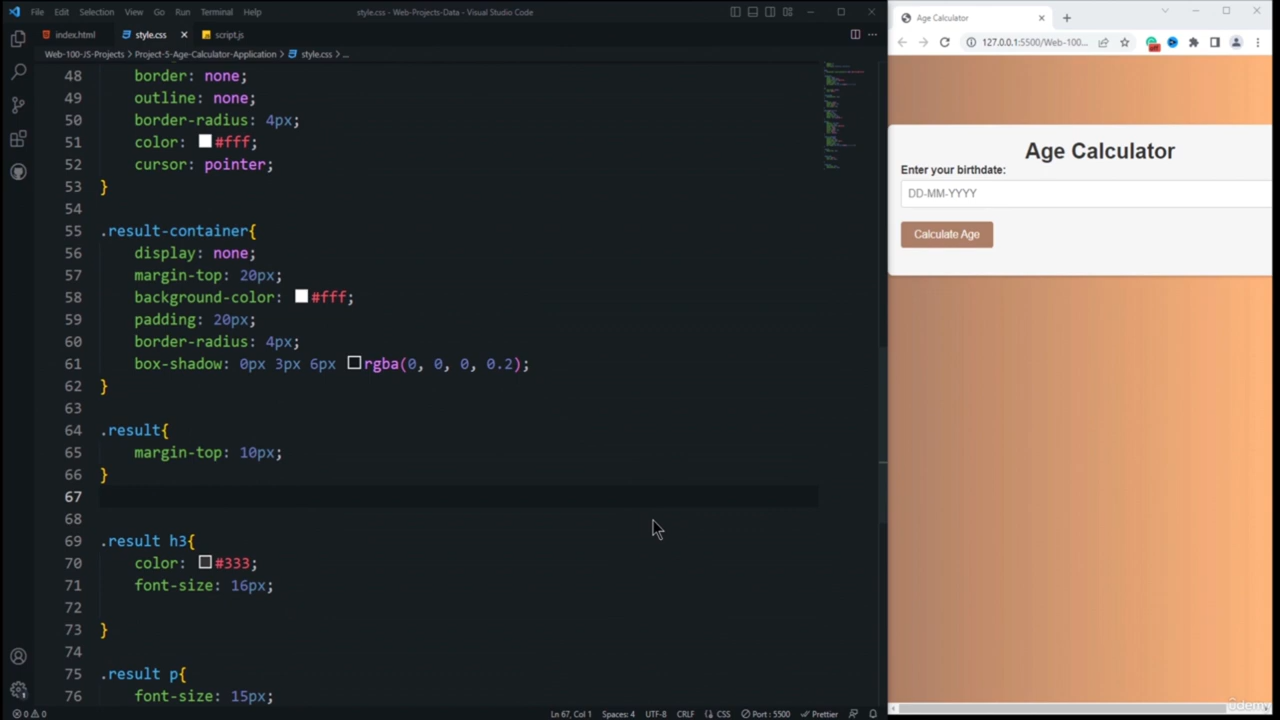 File Edit Selection View Go Run Terminal Help
style.css - Web-Projects-Data - Visual Studio Code
index.html style.css script.js
Web-100-JS-Projects > Project-5-Age-Calculator-Application > style.css > ...
48 border: none;
49 outline: none;
50 border-radius: 4px;
51 color: #fff;
52 cursor: pointer;
53 }
54
55 .result-container{
56 display: none;
57 margin-top: 20px;
58 background-color: #fff;
59 padding: 20px;
60 border-radius: 4px;
61 box-shadow: 0px 3px 6px rgba(0, 0, 0, 0.2);
62 }
63
64 .result{
65 margin-top: 10px;
66 }
67
68
69 .result h3{
70 color: #333;
71 font-size: 16px;
72
73 }
74
75 .result p{
76 font-size: 15px;
0 0 Ln 67, Col 1 Spaces: 4 UTF-8 CRLF CSS Port : 5500 Prettier
Age Calculator
127.0.0.1:5500/Web-100...
Age Calculator
Enter your birthdate:
DD-MM-YYYY
Calculate Age
ûdemy